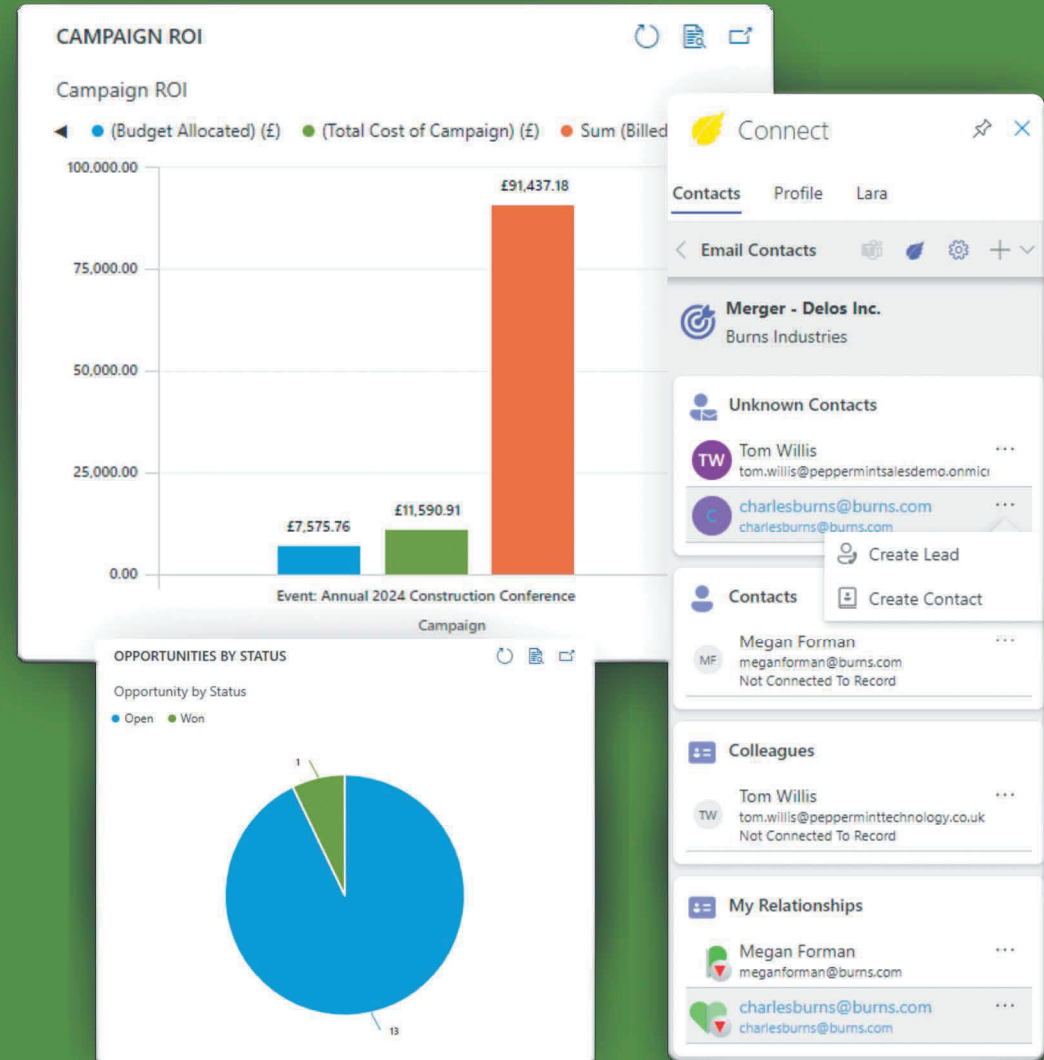 CAMPAIGN ROI
Campaign ROI
(Budget Allocated) (£) (Total Cost of Campaign) (£) Sum (Billed
100,000.00
75,000.00
50,000.00
25,000.00
0.00
£7,575.76
£11,590.91
£91,437.18
Event: Annual 2024 Construction Conference
Campaign
OPPORTUNITIES BY STATUS
Opportunity by Status
Open Won
1
13
Connect
Contacts Profile Lara
Email Contacts
Merger - Delos Inc.
Burns Industries
Unknown Contacts
TW
Tom Willis
tom.willis@peppermintsalesdemo.onmicr
C
charlesburns@burns.com
charlesburns@burns.com
Create Lead
Create Contact
Contacts
MF
Megan Forman
meganforman@burns.com
Not Connected To Record
Colleagues
TW
Tom Willis
tom.willis@pepperminttechnology.co.uk
Not Connected To Record
My Relationships
Megan Forman
meganforman@burns.com
charlesburns@burns.com
charlesburns@burns.com